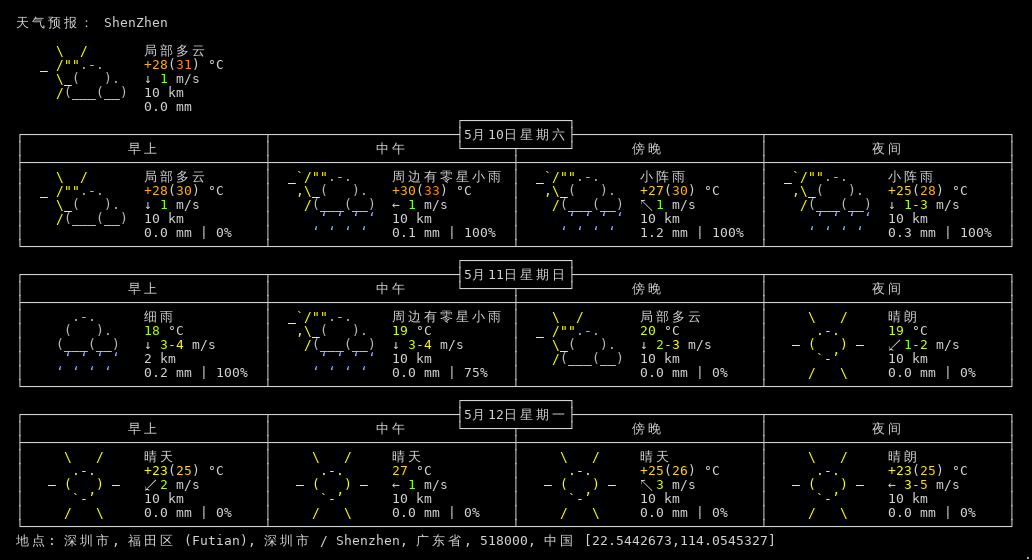 天气预报： ShenZhen
局部多云
+28(31) °C
↓ 1 m/s
10 km
0.0 mm
5月10日星期六
早上 中午 傍晚 夜间
局部多云 周边有零星小雨 小阵雨 小阵雨
+28(30) °C +30(33) °C +27(30) °C +25(28) °C
↓ 1 m/s ← 1 m/s ↖ 1 m/s ↓ 1-3 m/s
10 km 10 km 10 km 10 km
0.0 mm | 0% 0.1 mm | 100% 1.2 mm | 100% 0.3 mm | 100%
5月11日星期日
早上 中午 傍晚 夜间
细雨 周边有零星小雨 局部多云 晴朗
18 °C 19 °C 20 °C 19 °C
↓ 3-4 m/s ↓ 3-4 m/s ↓ 2-3 m/s ↙ 1-2 m/s
2 km 10 km 10 km 10 km
0.2 mm | 100% 0.0 mm | 75% 0.0 mm | 0% 0.0 mm | 0%
5月12日星期一
早上 中午 傍晚 夜间
晴天 晴天 晴天 晴朗
+23(25) °C 27 °C +25(26) °C +23(25) °C
↙ 2 m/s ← 1 m/s ↖ 3 m/s ← 3-5 m/s
10 km 10 km 10 km 10 km
0.0 mm | 0% 0.0 mm | 0% 0.0 mm | 0% 0.0 mm | 0%
地点: 深圳市, 福田区 (Futian), 深圳市 / Shenzhen, 广东省, 518000, 中国 [22.5442673,114.0545327]